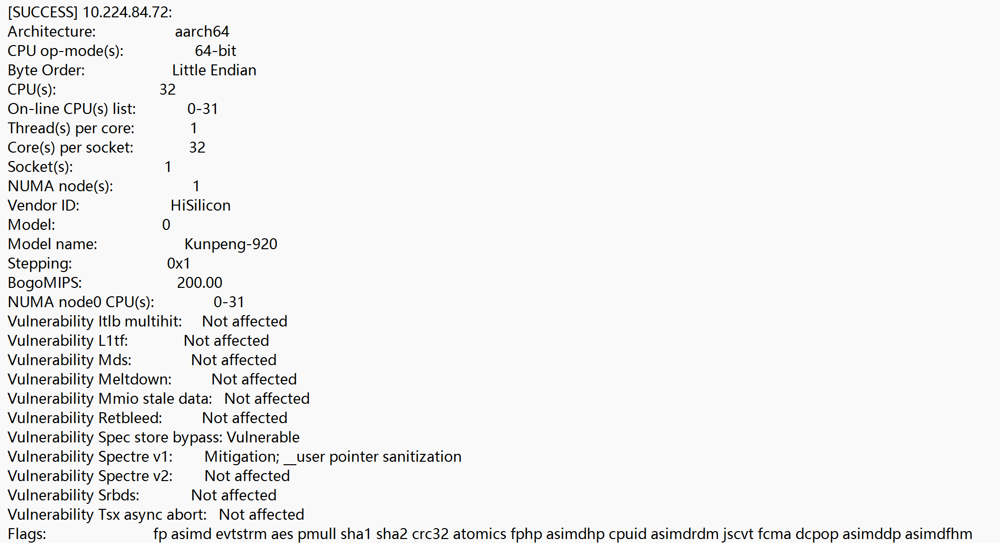 [SUCCESS] 10.224.84.72:
Architecture: aarch64
CPU op-mode(s): 64-bit
Byte Order: Little Endian
CPU(s): 32
On-line CPU(s) list: 0-31
Thread(s) per core: 1
Core(s) per socket: 32
Socket(s): 1
NUMA node(s): 1
Vendor ID: HiSilicon
Model: 0
Model name: Kunpeng-920
Stepping: 0x1
BogoMIPS: 200.00
NUMA node0 CPU(s): 0-31
Vulnerability Itlb multihit: Not affected
Vulnerability L1tf: Not affected
Vulnerability Mds: Not affected
Vulnerability Meltdown: Not affected
Vulnerability Mmio stale data: Not affected
Vulnerability Retbleed: Not affected
Vulnerability Spec store bypass: Vulnerable
Vulnerability Spectre v1: Mitigation; __user pointer sanitization
Vulnerability Spectre v2: Not affected
Vulnerability Srbds: Not affected
Vulnerability Tsx async abort: Not affected
Flags: fp asimd evtstrm aes pmull sha1 sha2 crc32 atomics fphp asimdhp cpuid asimdrdm jscvt fcma dcpop asimddp asimdfhm